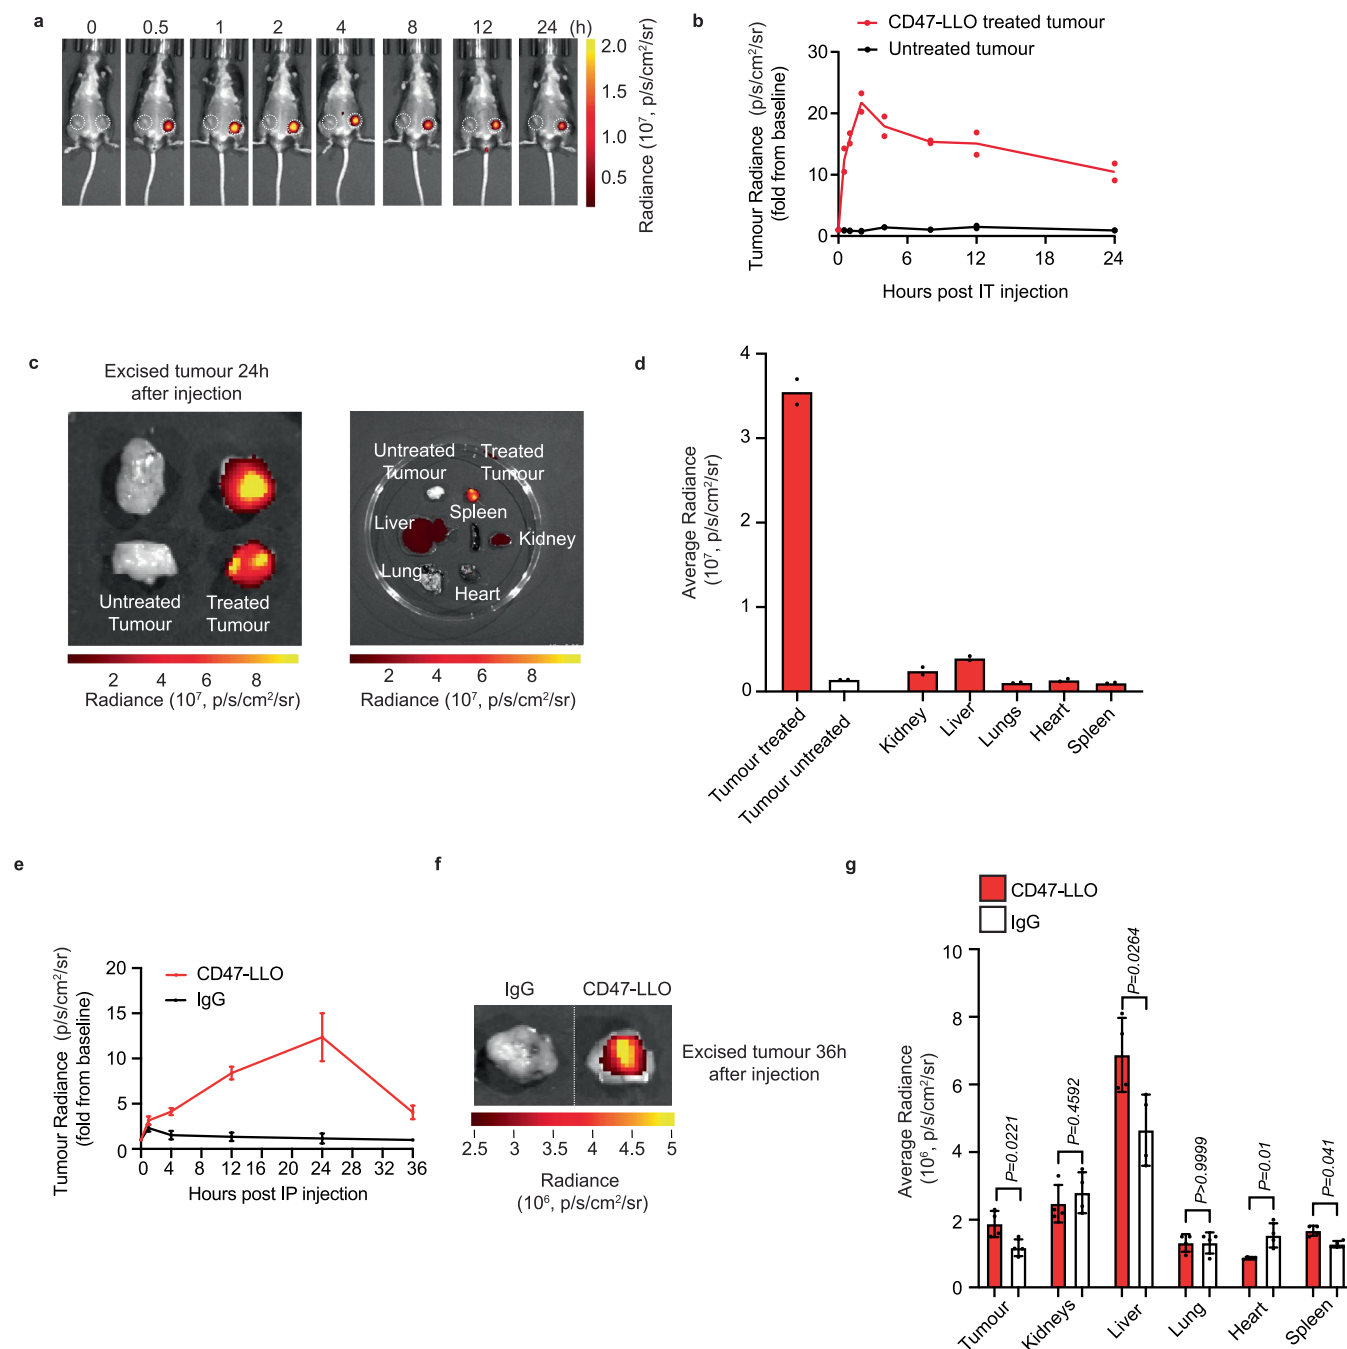 a
0 0.5 1 2 4 8 12 24 (h)
2.0
1.5
1.0
0.5
Radiance (10⁷, p/s/cm²/sr)
b
CD47-LLO treated tumour
Untreated tumour
Tumour Radiance (p/s/cm²/sr)
(fold from baseline)
30
20
10
0
0 6 12 18 24
Hours post IT injection
c
Excised tumour 24h
after injection
Untreated
Tumour
Treated
Tumour
2 4 6 8
Radiance (10⁷, p/s/cm²/sr)
Untreated
Tumour
Treated
Tumour
Liver
Spleen
Kidney
Lung
Heart
2 4 6 8
Radiance (10⁷, p/s/cm²/sr)
d
Average Radiance
(10⁷, p/s/cm²/sr)
4
3
2
1
0
Tumour treated
Tumour untreated
Kidney
Liver
Lungs
Heart
Spleen
e
Tumour Radiance (p/s/cm²/sr)
(fold from baseline)
20
15
10
5
0
CD47-LLO
IgG
0 4 8 12 16 20 24 28 32 36
Hours post IP injection
f
IgG CD47-LLO
Excised tumour 36h
after injection
2.5 3 3.5 4 4.5 5
Radiance
(10⁶, p/s/cm²/sr)
g
CD47-LLO
IgG
Average Radiance
(10⁶, p/s/cm²/sr)
10
8
6
4
2
0
P=0.0221
P=0.4592
P=0.0264
P>0.9999
P=0.01
P=0.041
Tumour
Kidneys
Liver
Lung
Heart
Spleen